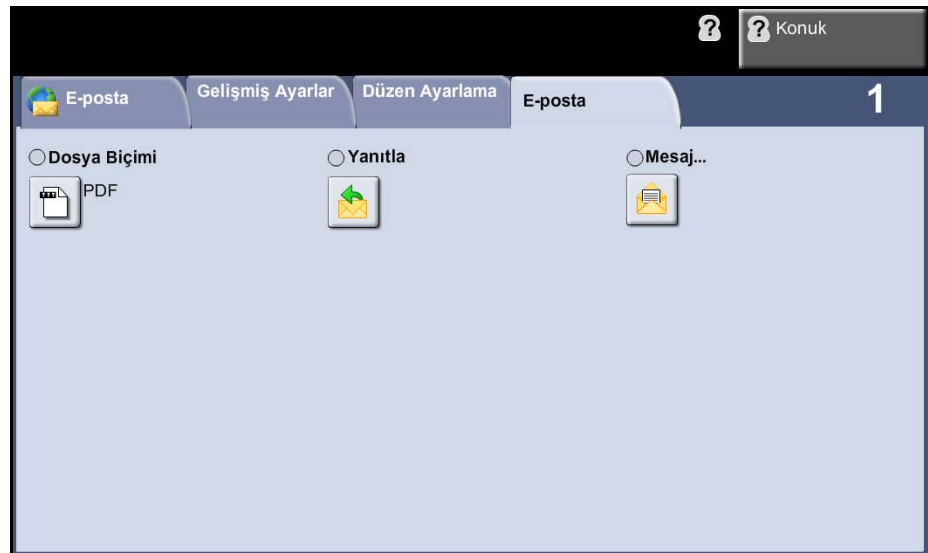 Konuk
E-posta
Gelişmiş Ayarlar
Düzen Ayarlama
E-posta
1
Dosya Biçimi
Yanıtla
Mesaj...
PDF